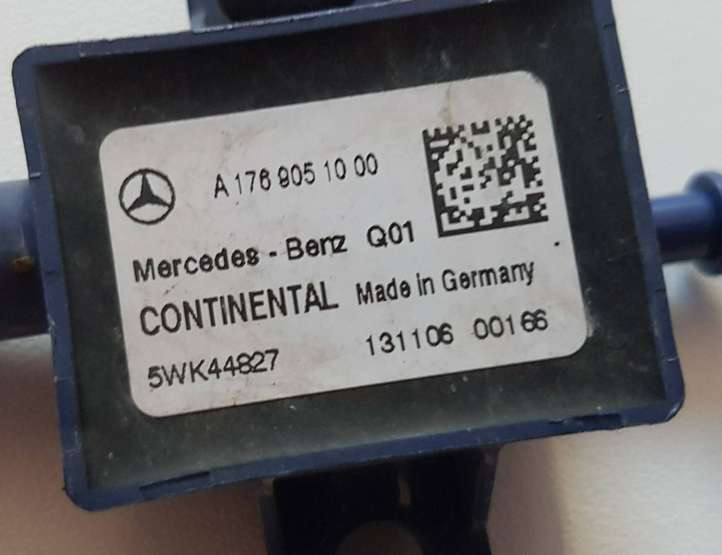 A 176 905 10 00
Mercedes - Benz Q01
CONTINENTAL Made in Germany
5WK44827 131106 00166